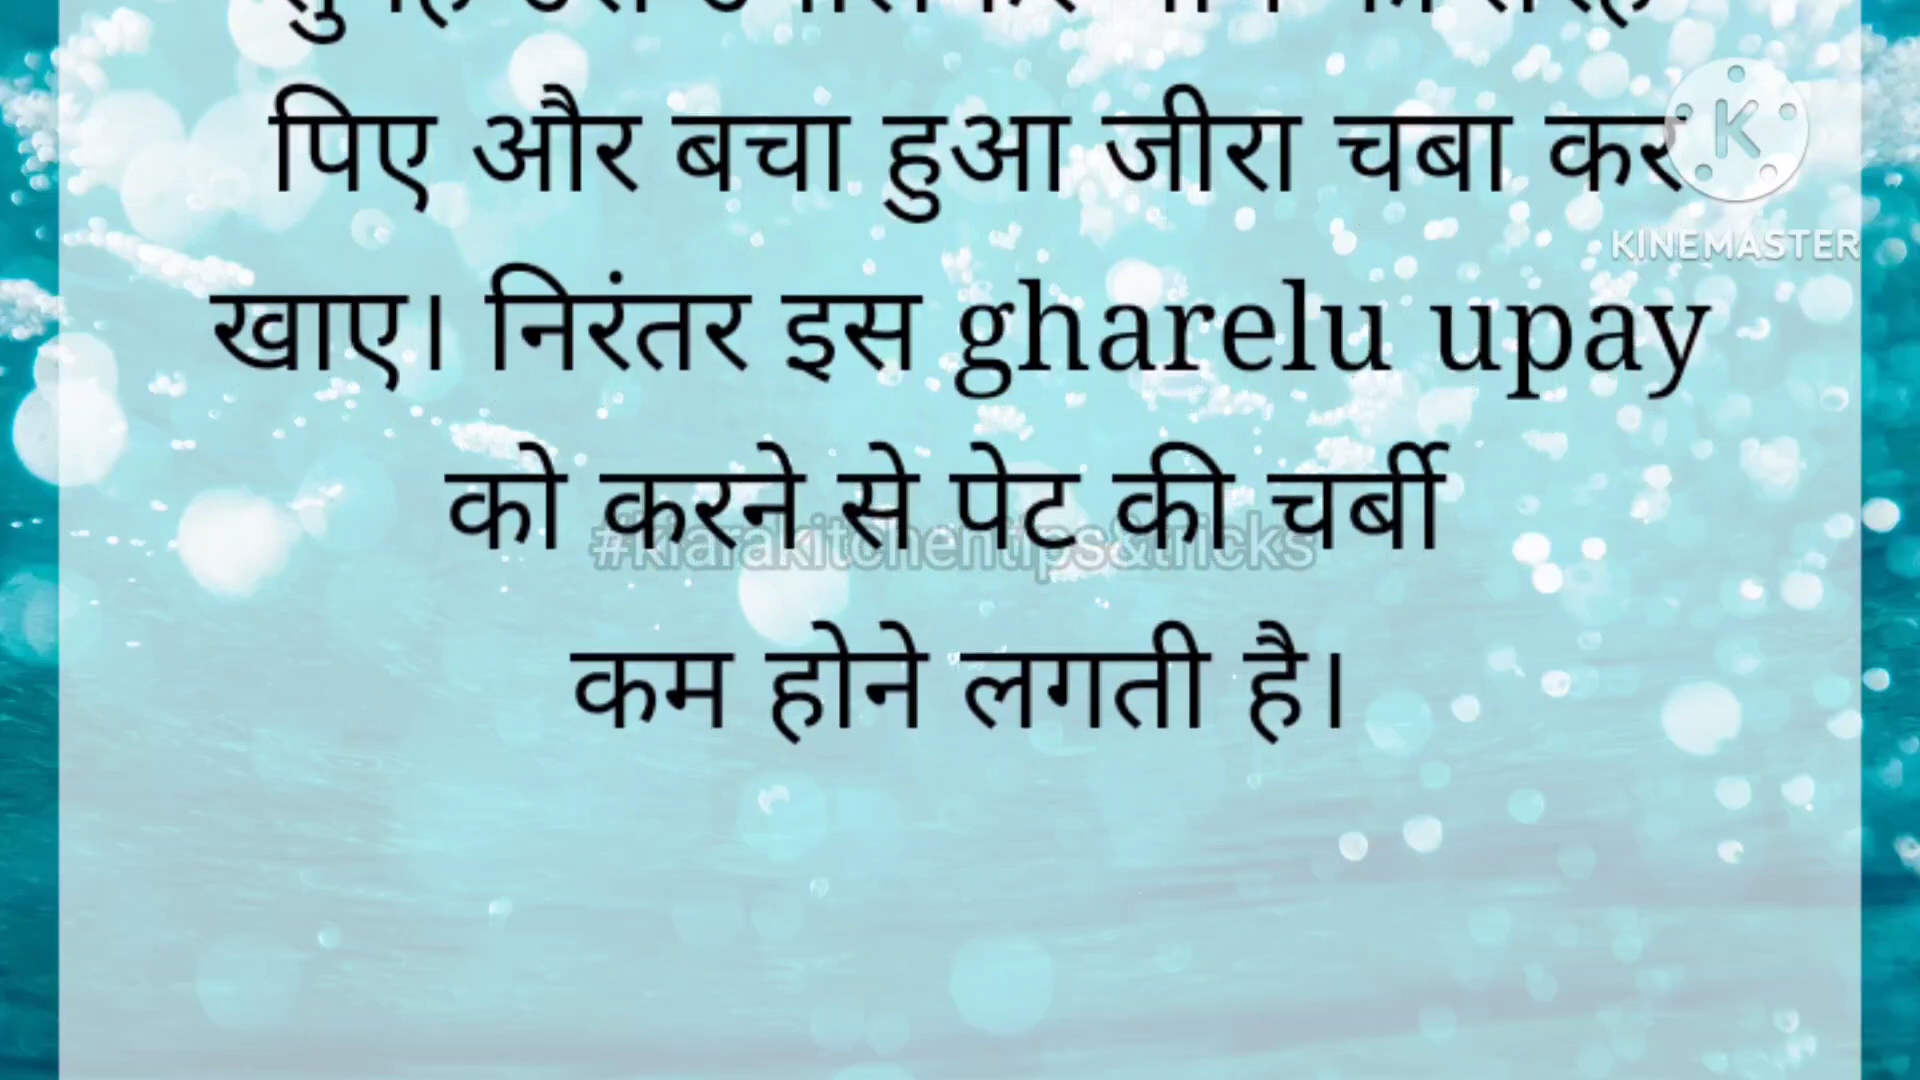 पिए और बचा हुआ जीरा चबा कर
खाए। निरंतर इस gharelu upay
को करने से पेट की चर्बी
कम होने लगती है।
#kiarakitchentips&tricks
K
KINEMASTER